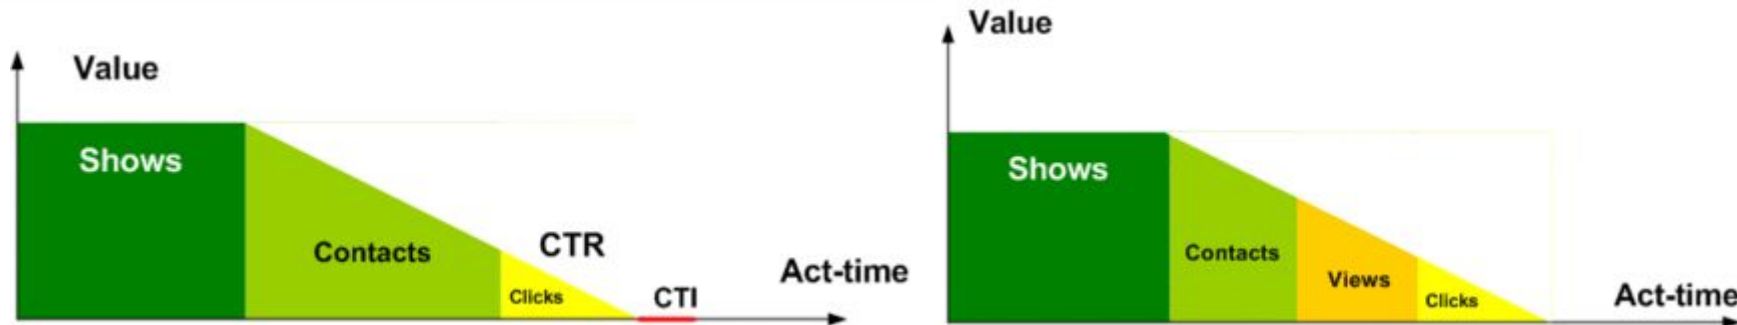 Value
Shows
Contacts
CTR
Clicks
CTI
Act-time
Value
Shows
Contacts
Views
Clicks
Act-time